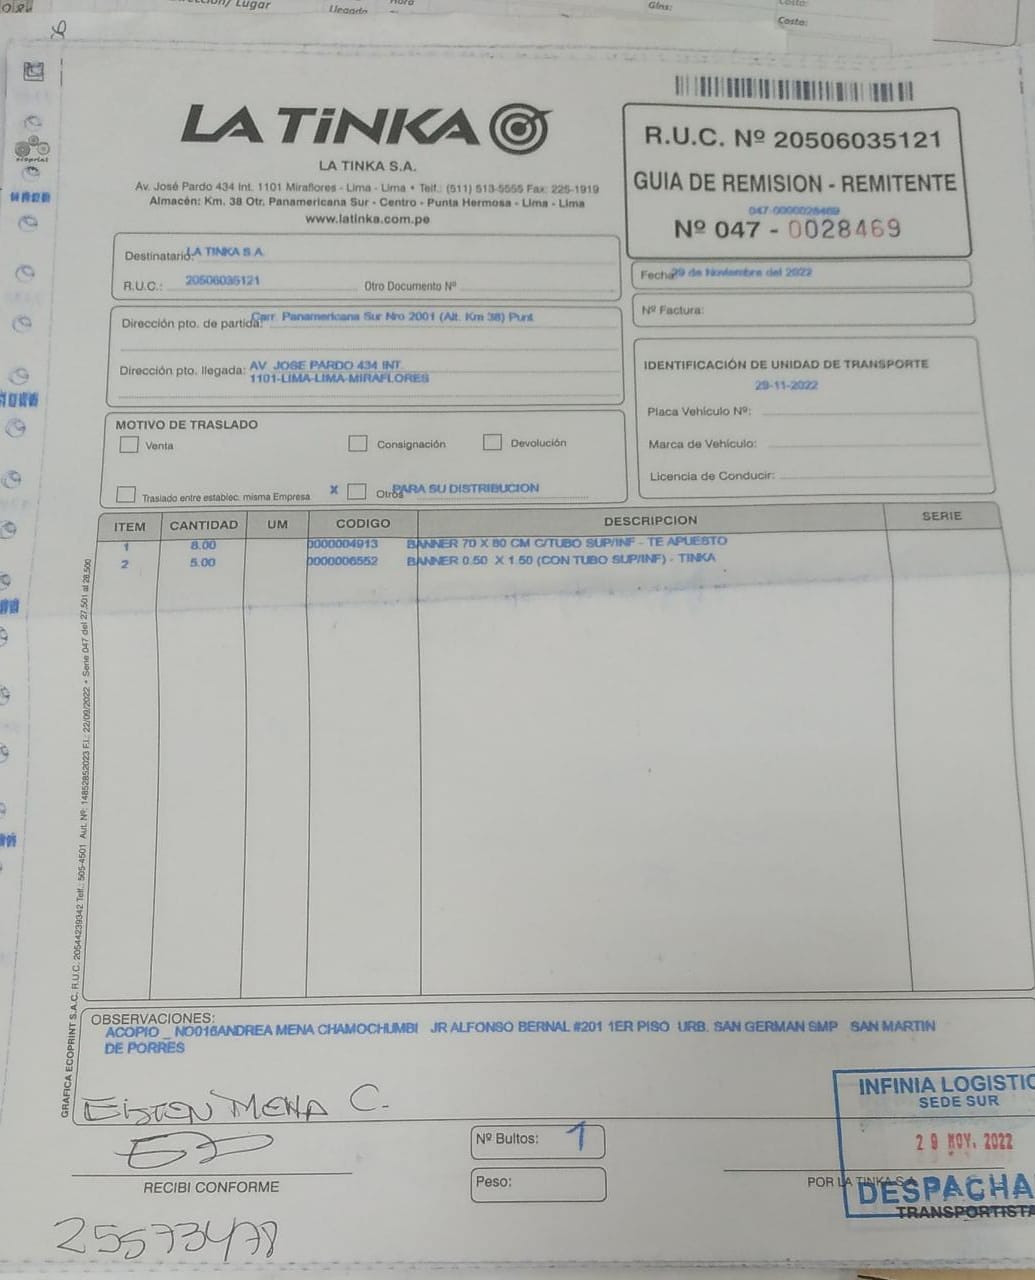 Llegando
Glns:
Costo:
Costo:
LA TiNKA
LA TINKA S.A.
Av. José Pardo 434 Int. 1101 Miraflores - Lima - Lima • Telf.: (511) 513-5555 Fax: 225-1919
Almacén: Km. 38 Otr. Panamericana Sur - Centro - Punta Hermosa - Lima - Lima
www.latinka.com.pe
R.U.C. Nº 20506035121
GUIA DE REMISION - REMITENTE
047-0000028469
Nº 047 - 0028469
Destinatario: LA TINKA S.A.
R.U.C.: 20506035121 Otro Documento Nº
Fecha 29 de Noviembre del 2022
Nº Factura:
Dirección pto. de partida: Carr. Panamericana Sur Nro 2001 (Alt. Km 38) Punt
Dirección pto. llegada: AV. JOSE PARDO 434 INT.
1101-LIMA-LIMA-MIRAFLORES
IDENTIFICACIÓN DE UNIDAD DE TRANSPORTE
29-11-2022
Placa Vehículo Nº:
Marca de Vehículo:
Licencia de Conducir:
MOTIVO DE TRASLADO
Venta Consignación Devolución
Traslado entre establec. misma Empresa X Otros PARA SU DISTRIBUCION
ITEM CANTIDAD UM CODIGO DESCRIPCION SERIE
1 8.00 0000004913 BANNER 70 X 80 CM C/TUBO SUP/INF - TE APUESTO
2 5.00 0000006552 BANNER 0.50 X 1.50 (CON TUBO SUP/INF) - TINKA
GRAFICA ECOPRINT S.A.C. R.U.C. 20544239342 Telf.: 505-4501 Aut. Nº: 14852852023 F.I.: 22/09/2022 • Serie 047 del 27,501 al 28,500
OBSERVACIONES:
ACOPIO_ NO016ANDREA MENA CHAMOCHUMBI JR ALFONSO BERNAL #201 1ER PISO URB. SAN GERMAN SMP SAN MARTIN
DE PORRES
MENA C.
Nº Bultos: 1
Peso:
RECIBI CONFORME
25573478
POR LA TINKA S.A.
INFINIA LOGISTIC
SEDE SUR
29 NOV. 2022
DESPACHA
TRANSPORTISTA